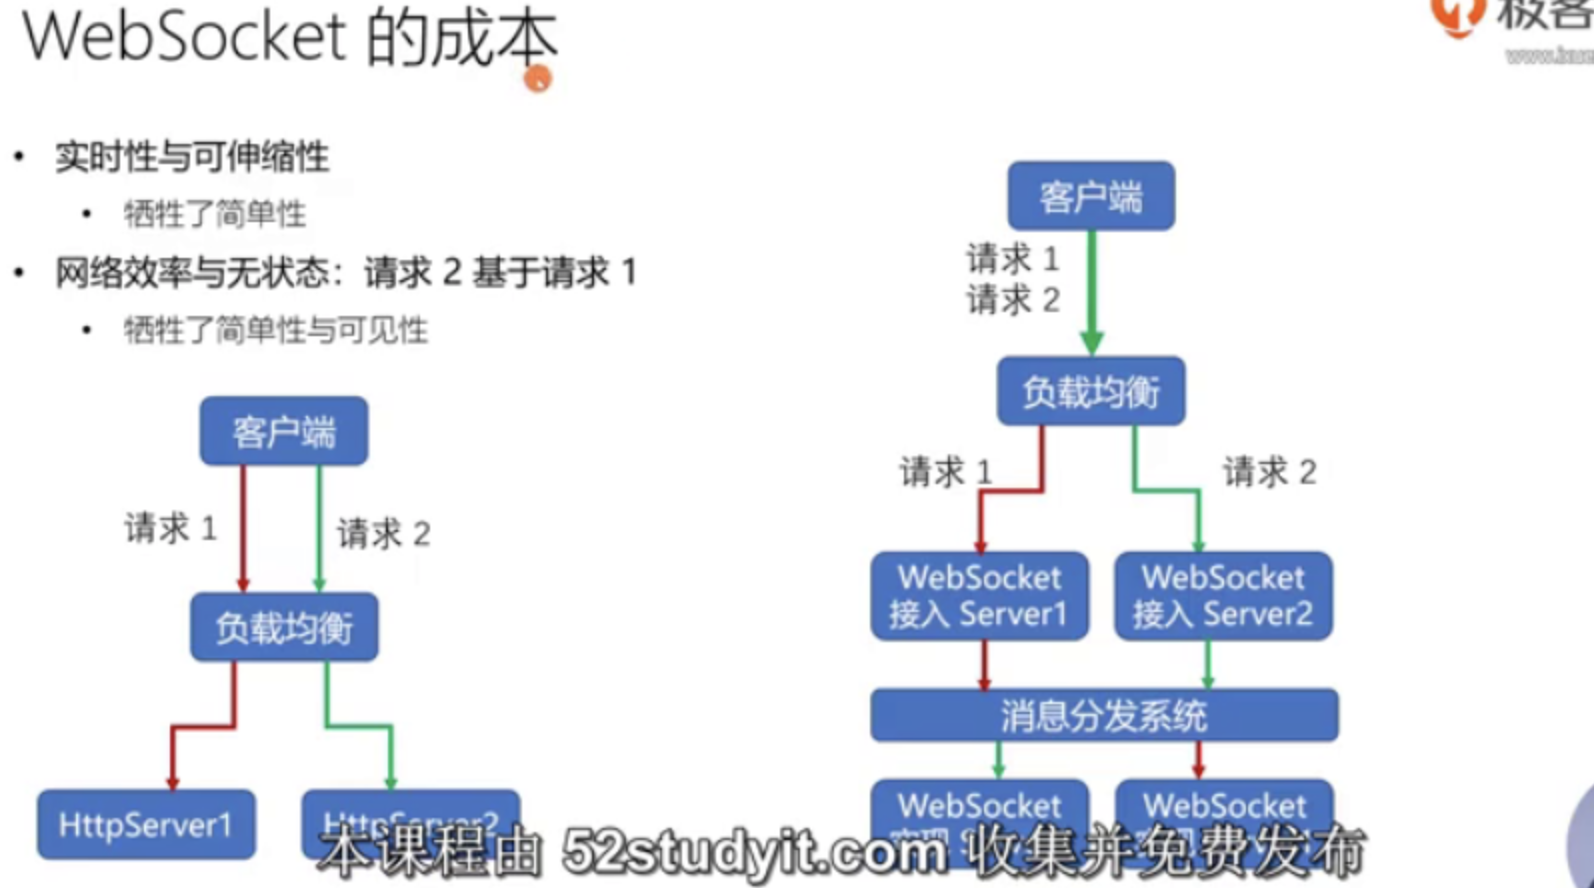 WebSocket 的成本
极客
• 实时性与可伸缩性
• 牺牲了简单性
• 网络效率与无状态：请求 2 基于请求 1
• 牺牲了简单性与可见性
客户端
请求 1
请求 2
负载均衡
HttpServer1
HttpServer2
客户端
请求 1
请求 2
负载均衡
请求 1
请求 2
WebSocket
接入 Server1
WebSocket
接入 Server2
消息分发系统
WebSocket
WebSocket
本课程由 52studyit.com 收集并免费发布